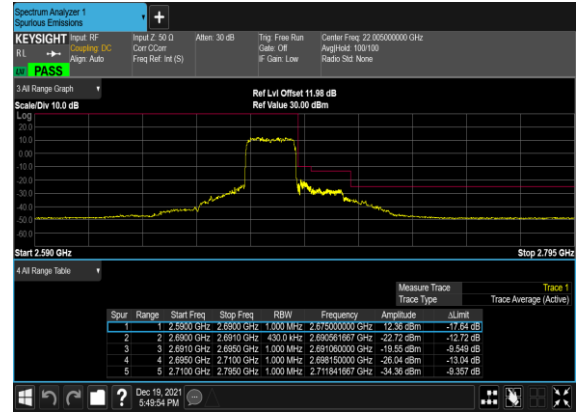 Spectrum Analyzer 1
Spurious Emissions
+
KEYSIGHT Input: RF Input Z: 50 Ω Atten: 30 dB Trig: Free Run Center Freq: 22.005000000 GHz
RL Coupling: DC Corr CCorr Gate: Off Avg|Hold: 100/100
Align: Auto Freq Ref: Int (S) IF Gain: Low Radio Std: None
PASS
3 All Range Graph
Ref Lvl Offset 11.98 dB
Scale/Div 10.0 dB Ref Value 30.00 dBm
Log
20.0
10.0
0.00
-10.0
-20.0
-30.0
-40.0
-50.0
-60.0
Start 2.590 GHz Stop 2.795 GHz
4 All Range Table
Measure Trace Trace 1
Trace Type Trace Average (Active)
Spur Range Start Freq Stop Freq RBW Frequency Amplitude ΔLimit
1 1 2.5900 GHz 2.6900 GHz 1.000 MHz 2.675000000 GHz 12.36 dBm -17.64 dB
2 2 2.6900 GHz 2.6910 GHz 430.0 kHz 2.690561667 GHz -22.72 dBm -12.72 dB
3 3 2.6910 GHz 2.6950 GHz 1.000 MHz 2.691060000 GHz -19.55 dBm -9.549 dB
4 4 2.6950 GHz 2.7100 GHz 1.000 MHz 2.698150000 GHz -26.04 dBm -13.04 dB
5 5 2.7100 GHz 2.7950 GHz 1.000 MHz 2.711841667 GHz -34.36 dBm -9.357 dB
?
Dec 19, 2021
5:49:54 PM